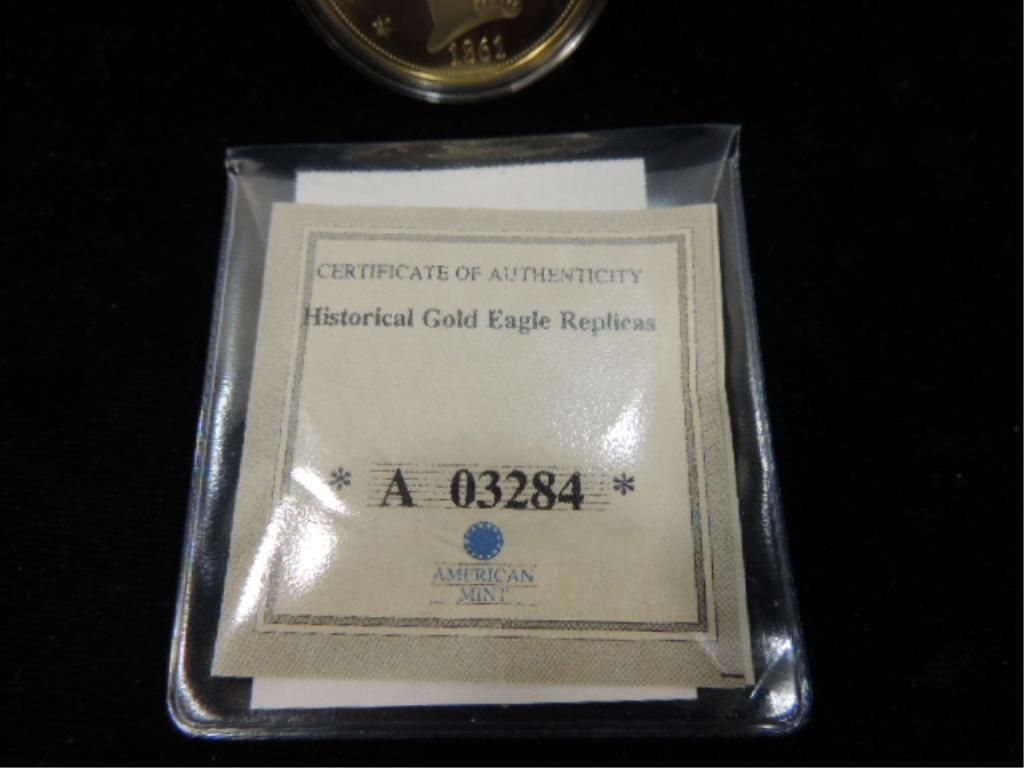 1861
CERTIFICATE OF AUTHENTICITY
Historical Gold Eagle Replicas
* A 03284 *
AMERICAN
MINT